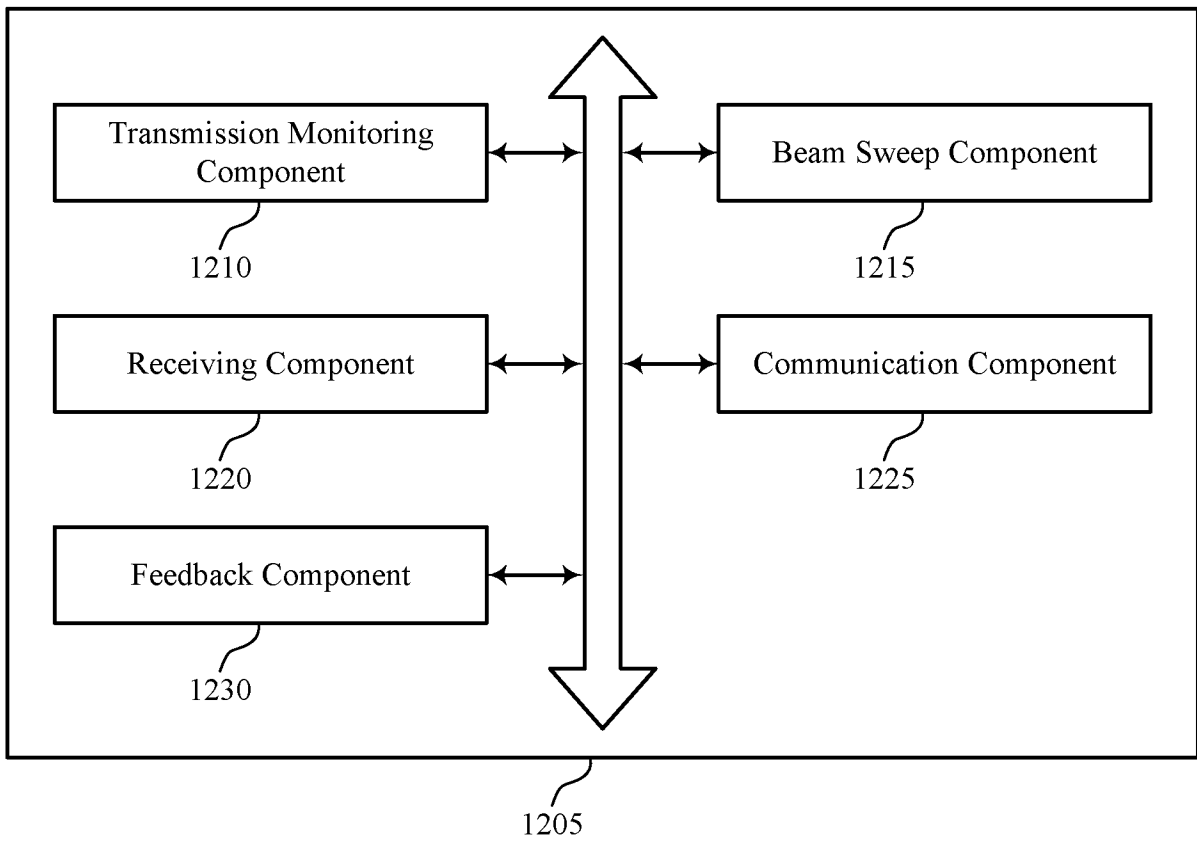 Transmission Monitoring
Component
1210
Beam Sweep Component
1215
Receiving Component
1220
Communication Component
1225
Feedback Component
1230
1205